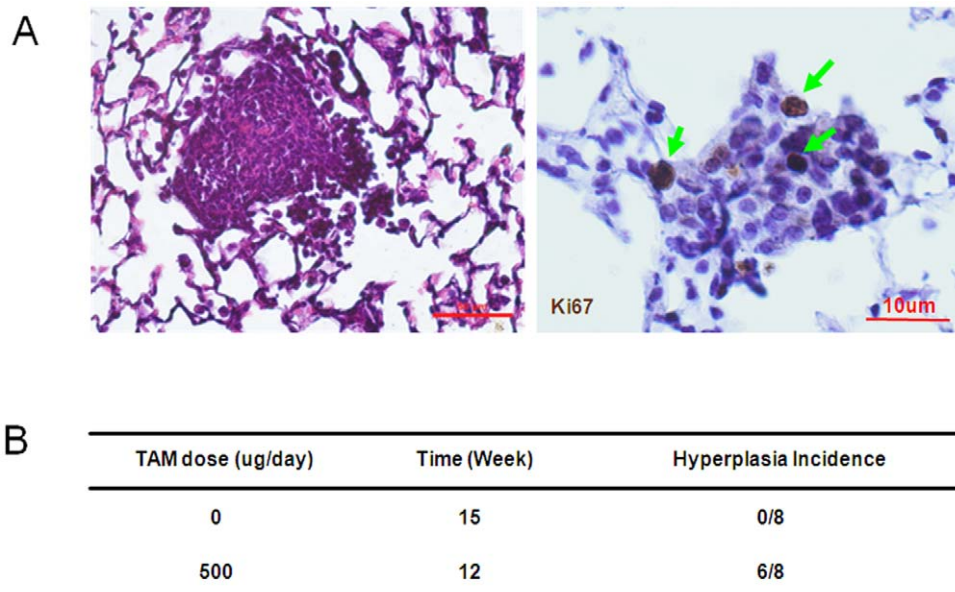 A
Ki67
10um
B
TAM dose (ug/day) Time (Week) Hyperplasia Incidence
0 15 0/8
500 12 6/8